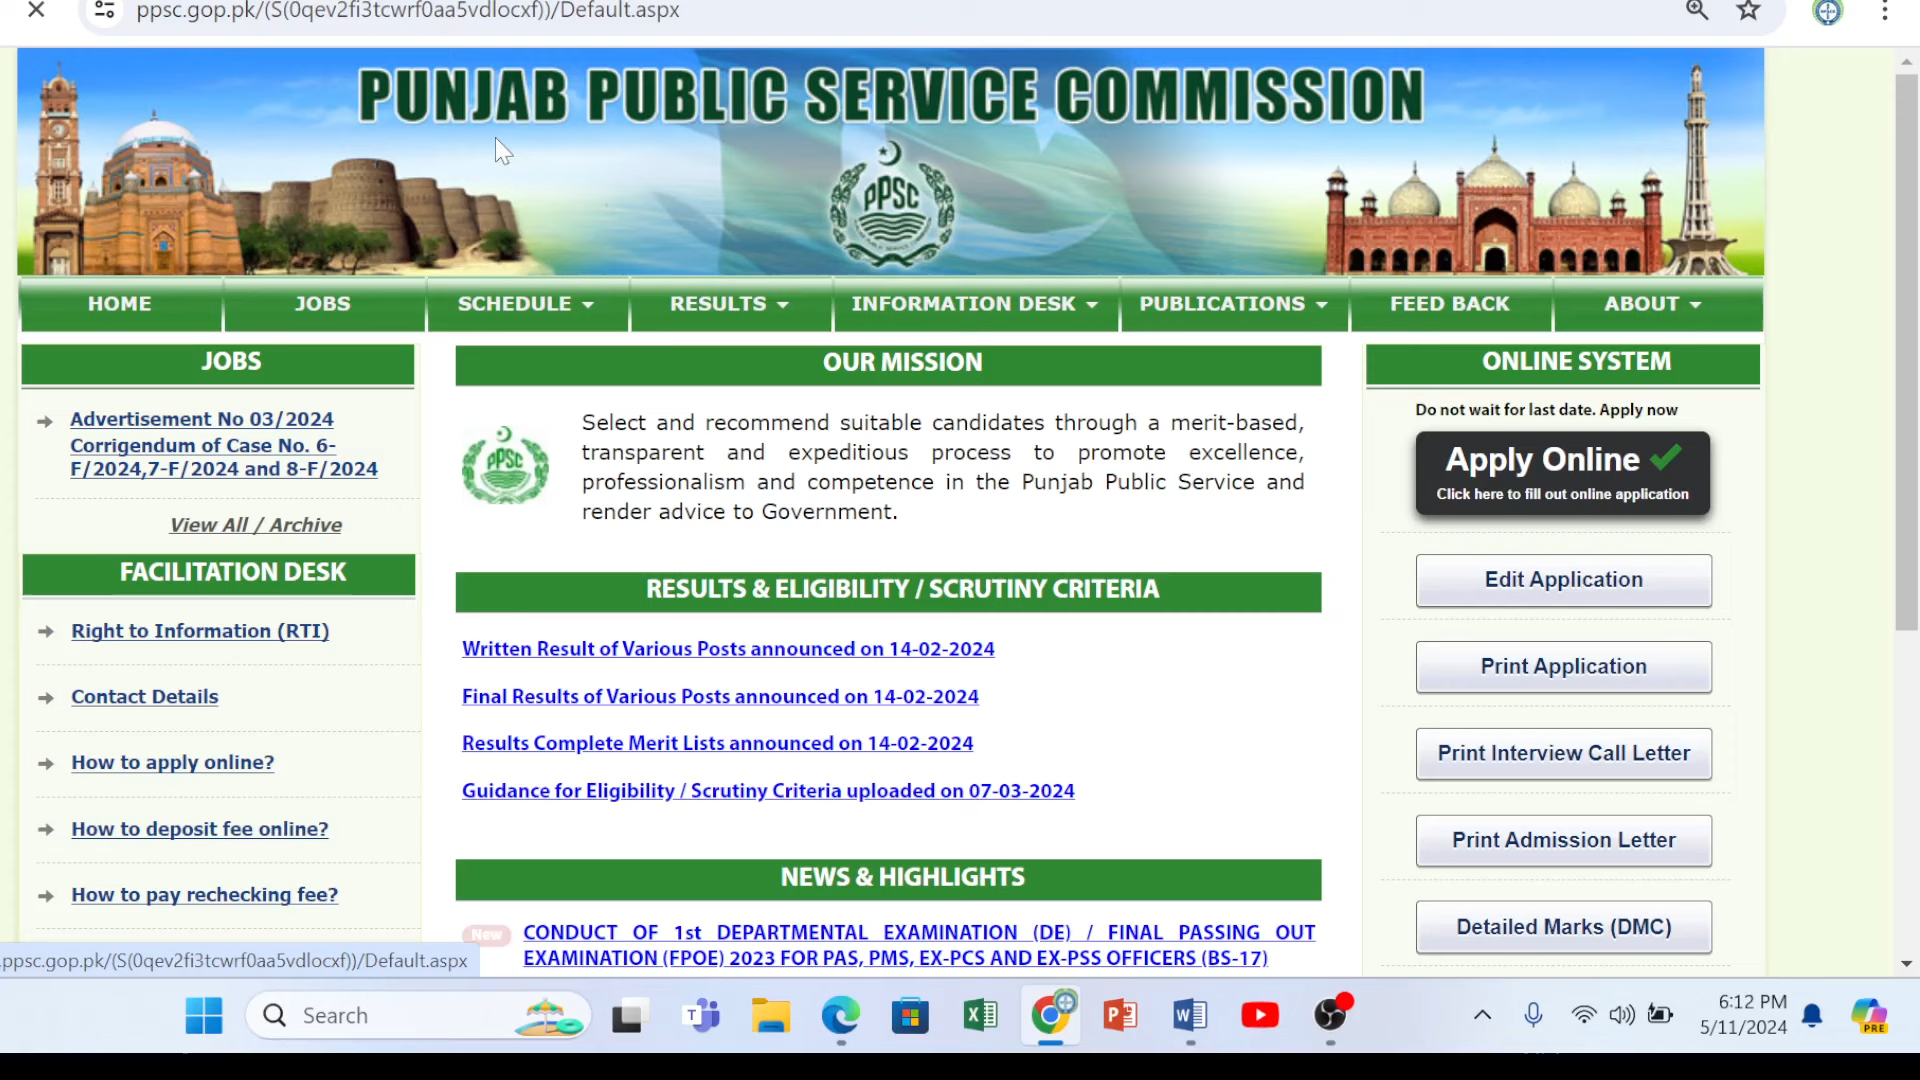 ppsc.gop.pk/(S(0qev2fi3tcwrf0aa5vdlocxf))/Default.aspx
PUNJAB PUBLIC SERVICE COMMISSION
PPSC
HOME
JOBS
SCHEDULE
RESULTS
INFORMATION DESK
PUBLICATIONS
FEED BACK
ABOUT
JOBS
Advertisement No 03/2024
Corrigendum of Case No. 6-
F/2024,7-F/2024 and 8-F/2024
View All / Archive
FACILITATION DESK
Right to Information (RTI)
Contact Details
How to apply online?
How to deposit fee online?
How to pay rechecking fee?
OUR MISSION
PPSC
Select and recommend suitable candidates through a merit-based,
transparent and expeditious process to promote excellence,
professionalism and competence in the Punjab Public Service and
render advice to Government.
RESULTS & ELIGIBILITY / SCRUTINY CRITERIA
Written Result of Various Posts announced on 14-02-2024
Final Results of Various Posts announced on 14-02-2024
Results Complete Merit Lists announced on 14-02-2024
Guidance for Eligibility / Scrutiny Criteria uploaded on 07-03-2024
NEWS & HIGHLIGHTS
New
CONDUCT OF 1st DEPARTMENTAL EXAMINATION (DE) / FINAL PASSING OUT
EXAMINATION (FPOE) 2023 FOR PAS, PMS, EX-PCS AND EX-PSS OFFICERS (BS-17)
ONLINE SYSTEM
Do not wait for last date. Apply now
Apply Online
Click here to fill out online application
Edit Application
Print Application
Print Interview Call Letter
Print Admission Letter
Detailed Marks (DMC)
.ppsc.gop.pk/(S(0qev2fi3tcwrf0aa5vdlocxf))/Default.aspx
Search
6:12 PM
5/11/2024
PRE